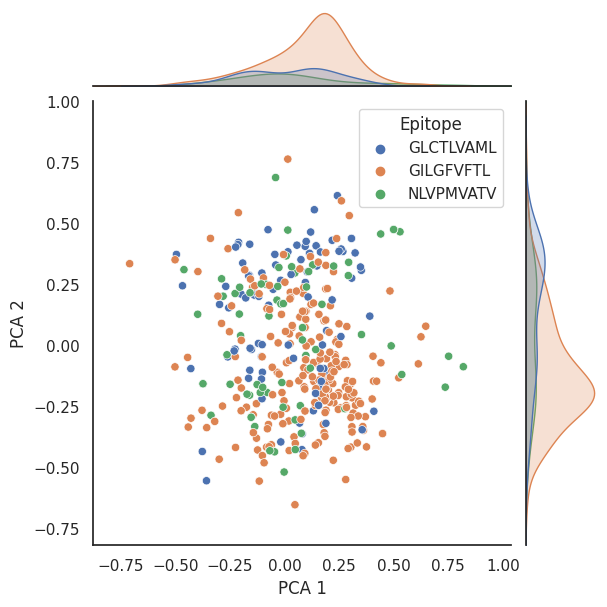 Epitope
GLCTLVAML
GILGFVFTL
NLVPMVATV
1.00
0.75
0.50
0.25
0.00
−0.25
−0.50
−0.75
PCA 2
−0.75 −0.50 −0.25 0.00 0.25 0.50 0.75 1.00
PCA 1